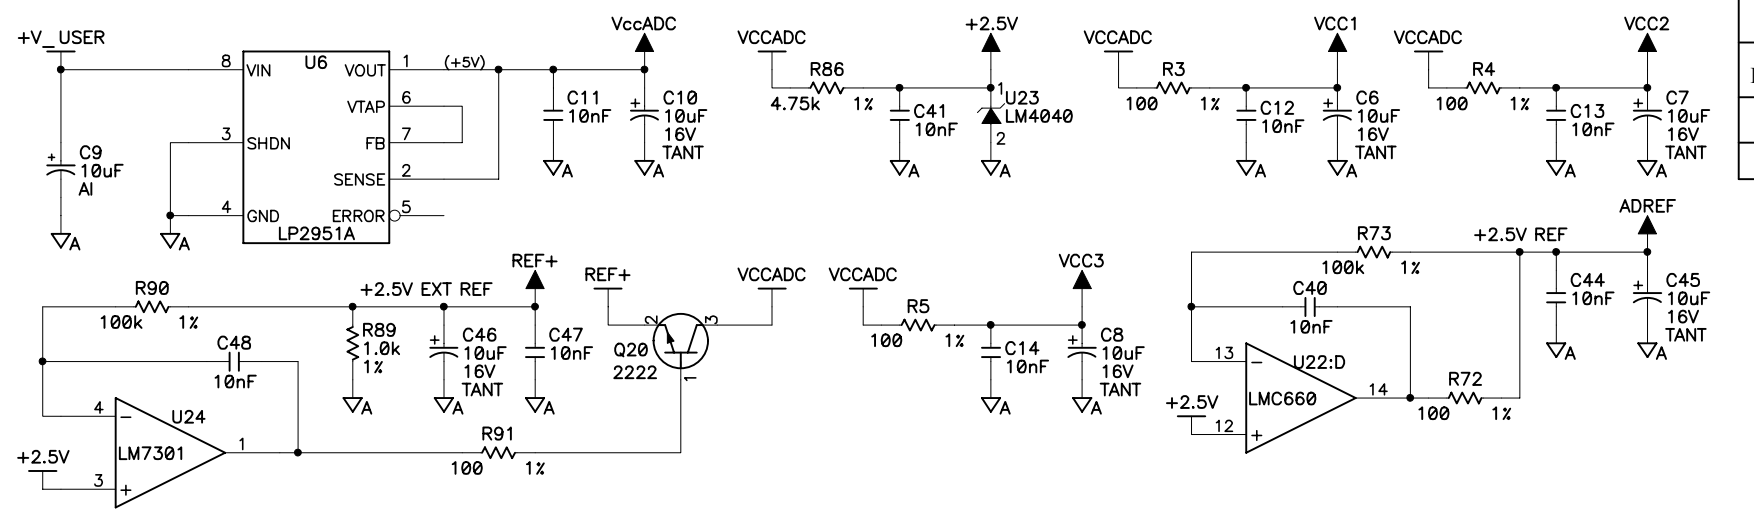 +V_USER
8
VIN
U6
VOUT
1
(+5V)
VccADC
VTAP
6
3
SHDN
FB
7
SENSE
2
4
GND
ERROR
5
LP2951A
C9
10uF
Al
A
A
C11
10nF
A
+
C10
10uF
16V
TANT
A
VCCADC
R86
4.75k
1%
C41
10nF
A
+2.5V
1
U23
LM4040
2
A
VCCADC
R3
100
1%
C12
10nF
A
VCC1
+
C6
10uF
16V
TANT
A
VCCADC
R4
100
1%
C13
10nF
A
VCC2
+
C7
10uF
16V
TANT
A
R90
100k
1%
+2.5V EXT REF
REF+
C48
10nF
R89
1.0k
1%
A
+
C46
10uF
16V
TANT
A
C47
10nF
A
4
−
U24
LM7301
1
+2.5V
3
+
R91
100
1%
REF+
2
3
VCCADC
Q20
2222
1
VCCADC
R5
100
1%
C14
10nF
A
VCC3
+
C8
10uF
16V
TANT
A
R73
100k
1%
+2.5V REF
ADREF
C40
10nF
C44
10nF
A
+
C45
10uF
16V
TANT
A
13
−
U22:D
LMC660
14
+2.5V
12
+
R72
100
1%